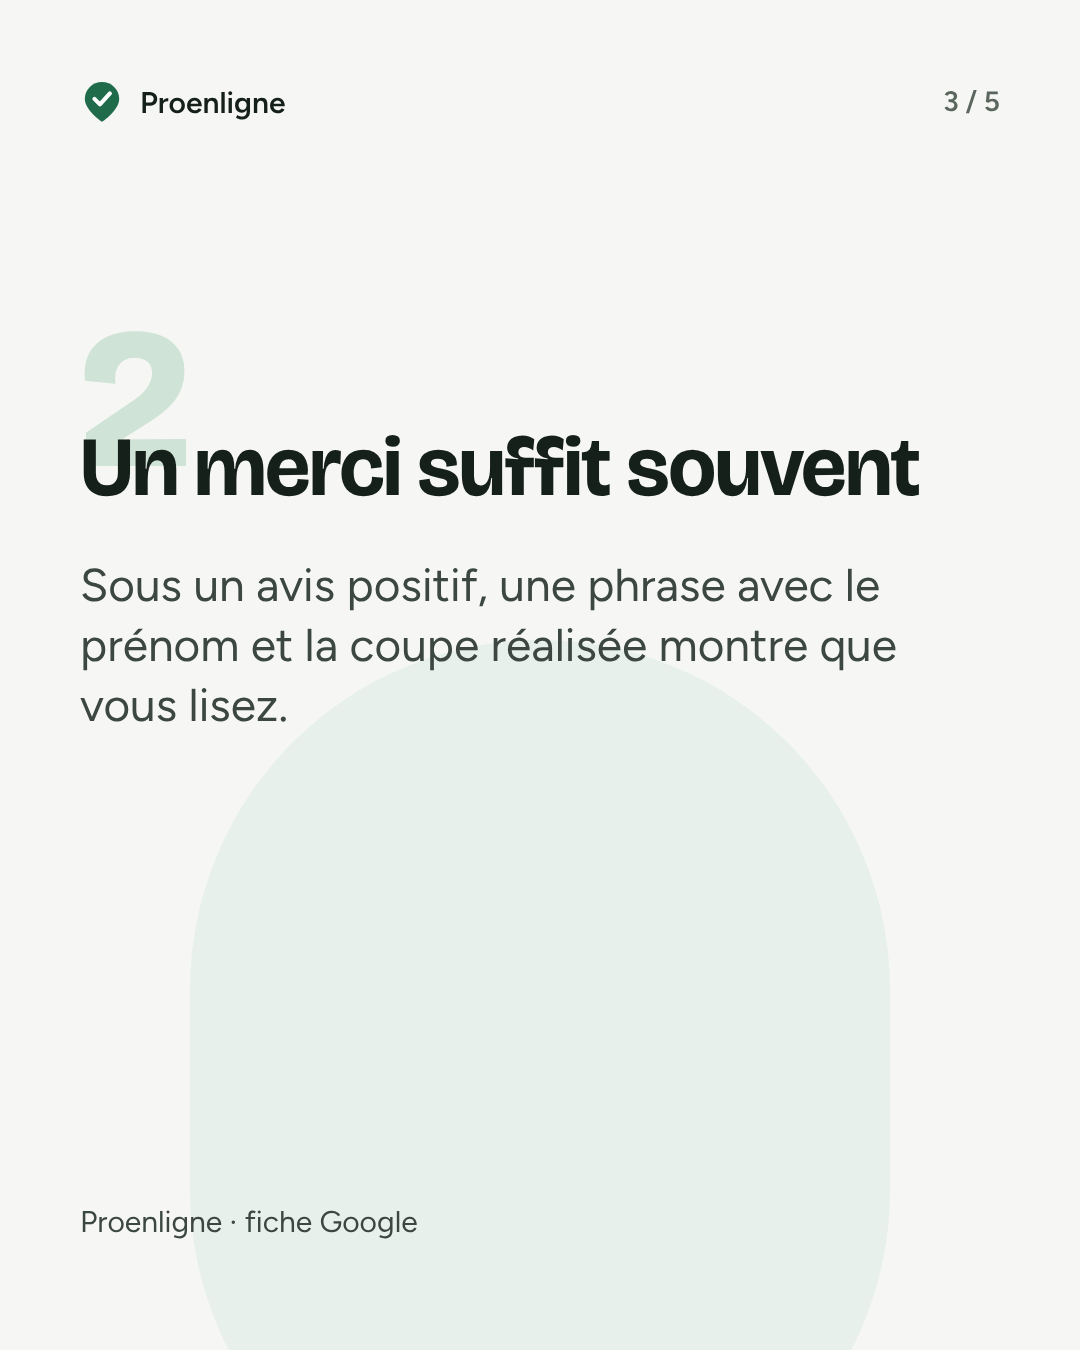 Proenligne
3 / 5
2
Un merci suffit souvent
Sous un avis positif, une phrase avec le
prénom et la coupe réalisée montre que
vous lisez.
Proenligne · fiche Google